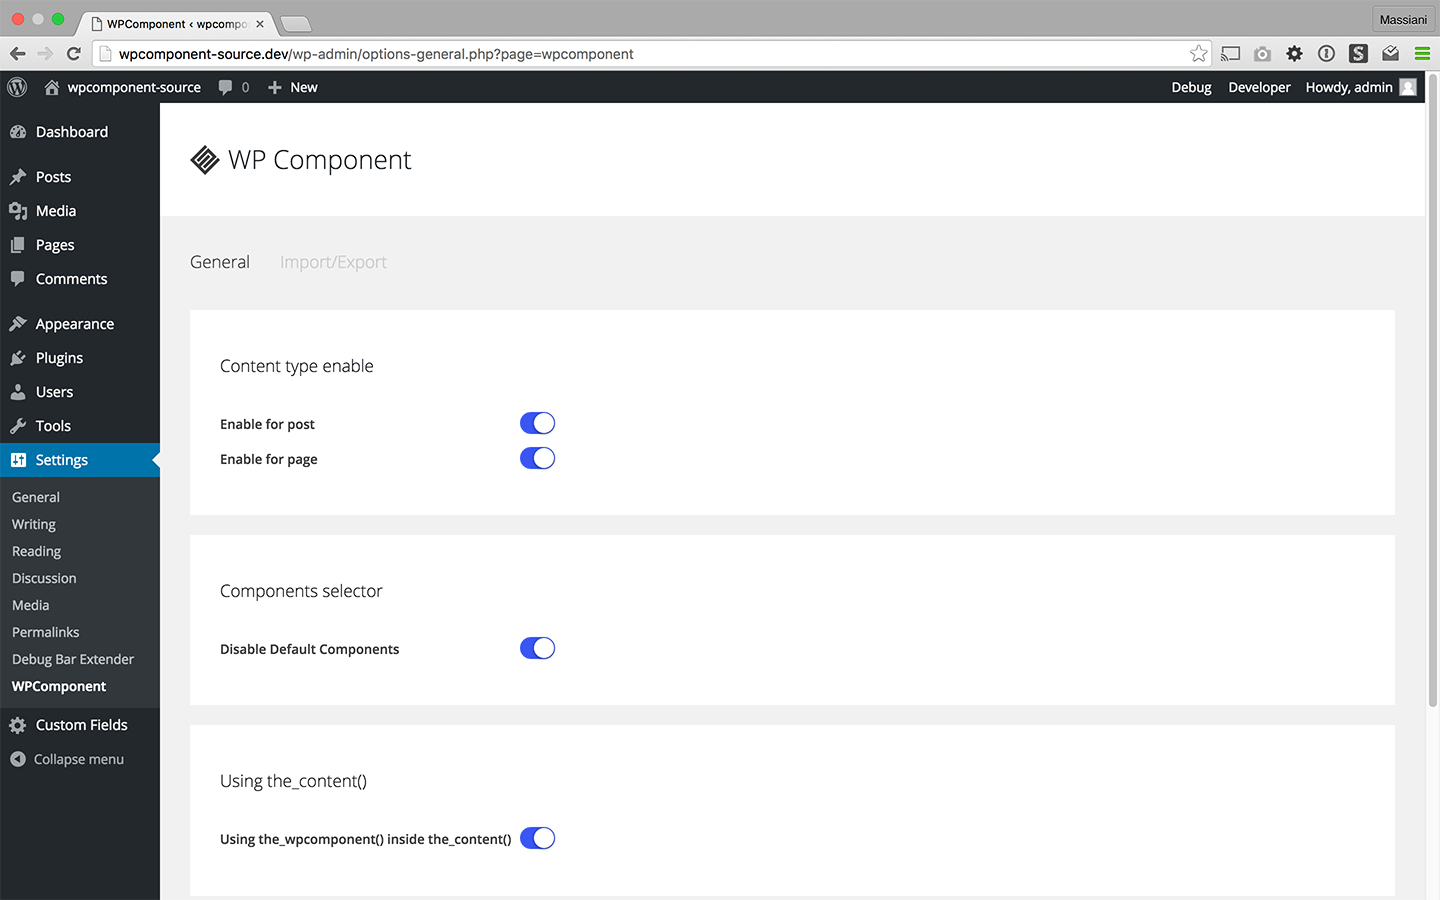 WPComponent ‹ wpcompo
Massiani
wpcomponent-source.dev/wp-admin/options-general.php?page=wpcomponent
wpcomponent-source 0 New Debug Developer Howdy, admin
Dashboard
Posts
Media
Pages
Comments
Appearance
Plugins
Users
Tools
Settings
General
Writing
Reading
Discussion
Media
Permalinks
Debug Bar Extender
WPComponent
Custom Fields
Collapse menu
WP Component
General Import/Export
Content type enable
Enable for post
Enable for page
Components selector
Disable Default Components
Using the_content()
Using the_wpcomponent() inside the_content()